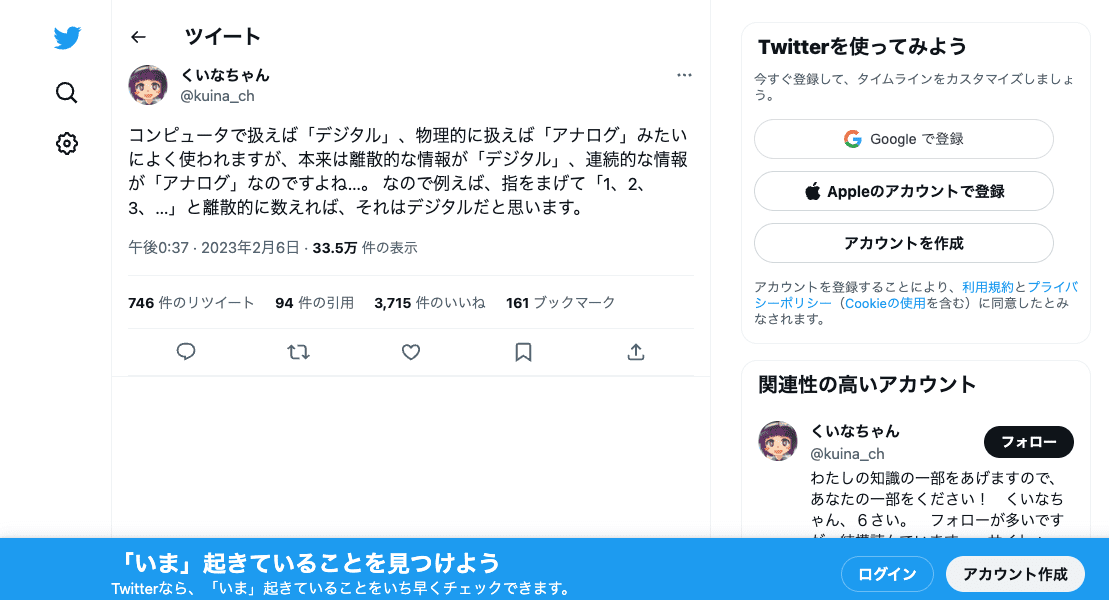 ツイート
くいなちゃん
@kuina_ch
コンピュータで扱えば「デジタル」、物理的に扱えば「アナログ」みたい
によく使われますが、本来は離散的な情報が「デジタル」、連続的な情報
が「アナログ」なのですよね…。 なので例えば、指をまげて「1、2、
3、…」と離散的に数えれば、それはデジタルだと思います。
午後0:37 · 2023年2月6日 · 33.5万 件の表示
746 件のリツイート 94 件の引用 3,715 件のいいね 161 ブックマーク
Twitterを使ってみよう
今すぐ登録して、タイムラインをカスタマイズしましょ
う。
Google で登録
Appleのアカウントで登録
アカウントを作成
アカウントを登録することにより、利用規約とプライバ
シーポリシー（Cookieの使用を含む）に同意したとみ
なされます。
関連性の高いアカウント
くいなちゃん
@kuina_ch
フォロー
わたしの知識の一部をあげますので、
あなたの一部をください！　くいなち
ゃん、６さい。　フォローが多いです
「いま」起きていることを見つけよう
Twitterなら、「いま」起きていることをいち早くチェックできます。
ログイン
アカウント作成